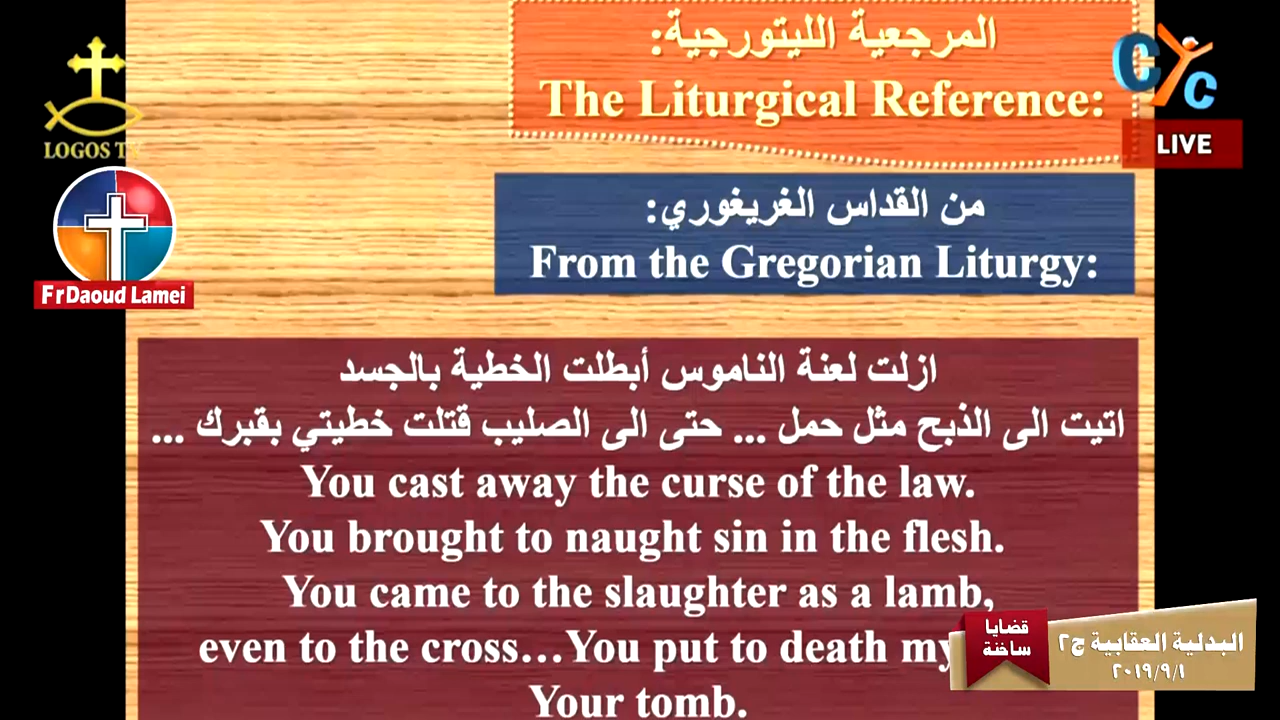 المرجعية الليتورجية:
The Liturgical Reference:
CYC
LIVE
LOGOS TV
FrDaoud Lamei
من القداس الغريغوري:
From the Gregorian Liturgy:
ازلت لعنة الناموس أبطلت الخطية بالجسد
اتيت الى الذبح مثل حمل ... حتى الى الصليب قتلت خطيتي بقبرك ...
You cast away the curse of the law.
You brought to naught sin in the flesh.
You came to the slaughter as a lamb,
even to the cross…You put to death my
Your tomb.
قضايا
ساخنة
البدلية العقابية ج٢
٢٠١٩/٩/١